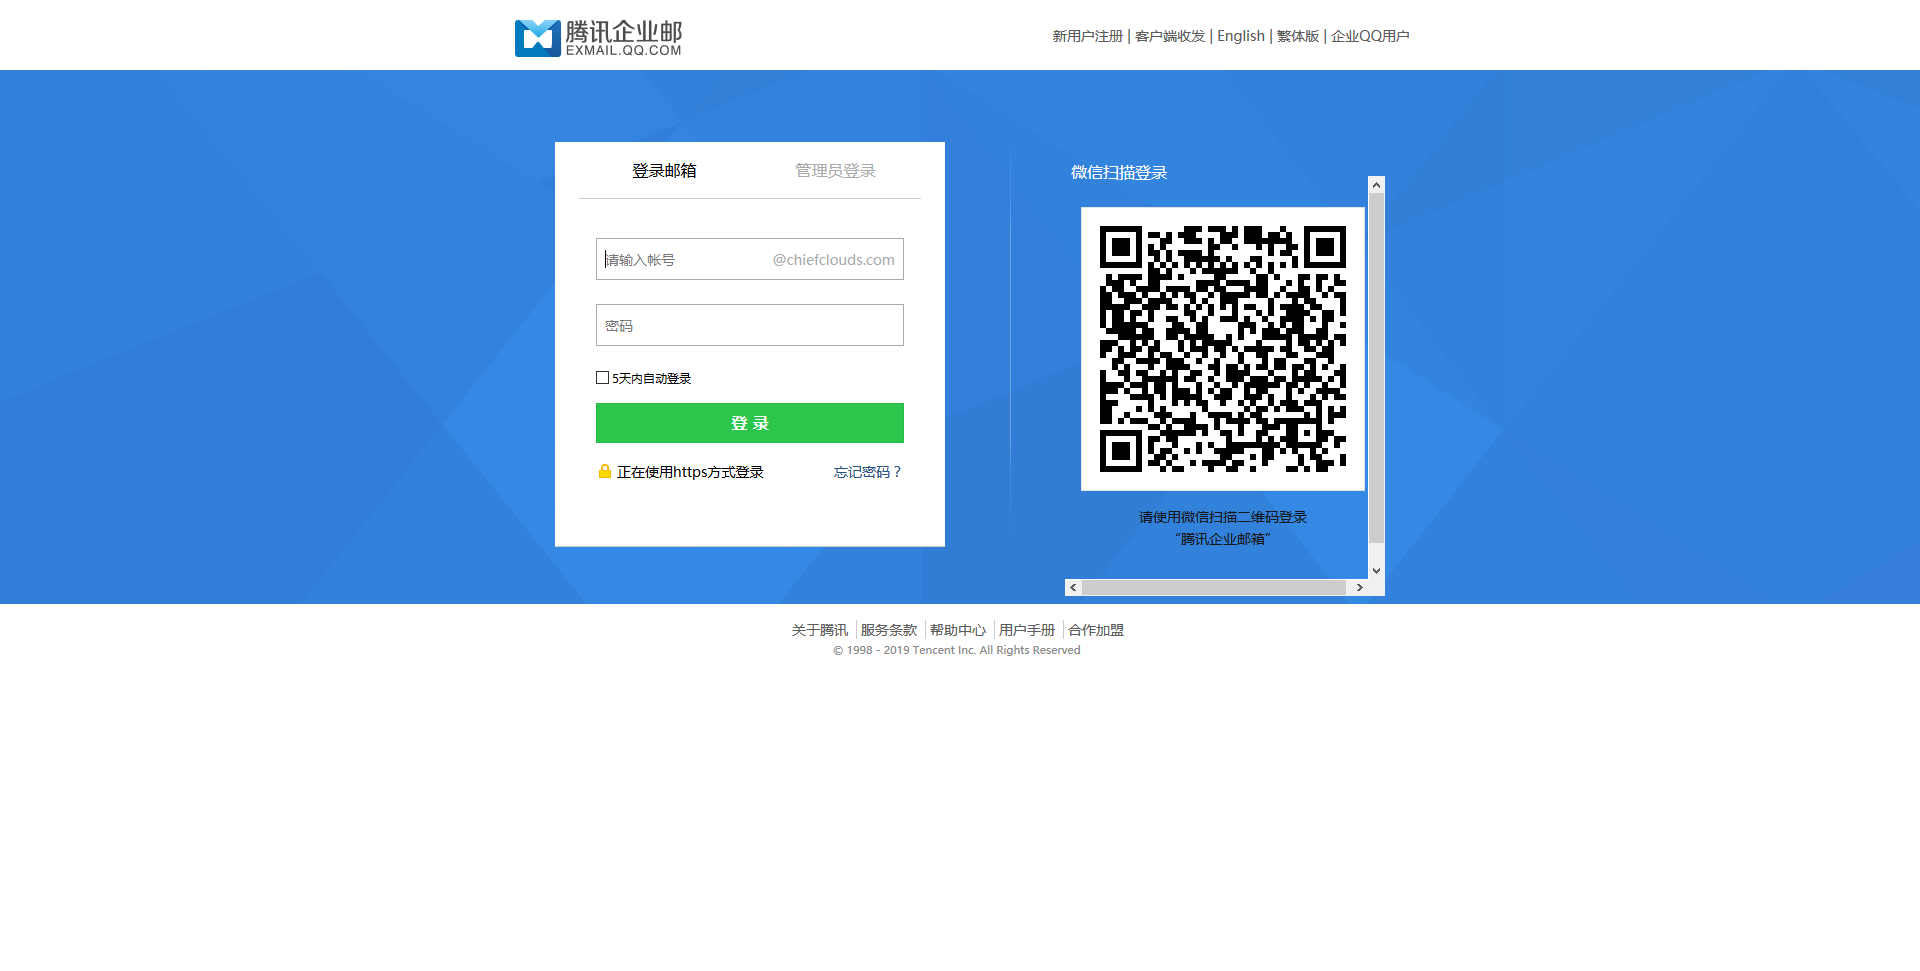 腾讯企业邮
EXMAIL.QQ.COM
新用户注册 | 客户端收发 | English | 繁体版 | 企业QQ用户
登录邮箱 管理员登录
请输入帐号 @chiefclouds.com
密码
5天内自动登录
登 录
正在使用https方式登录 忘记密码？
微信扫描登录
请使用微信扫描二维码登录
“腾讯企业邮箱”
关于腾讯 服务条款 帮助中心 用户手册 合作加盟
© 1998 - 2019 Tencent Inc. All Rights Reserved